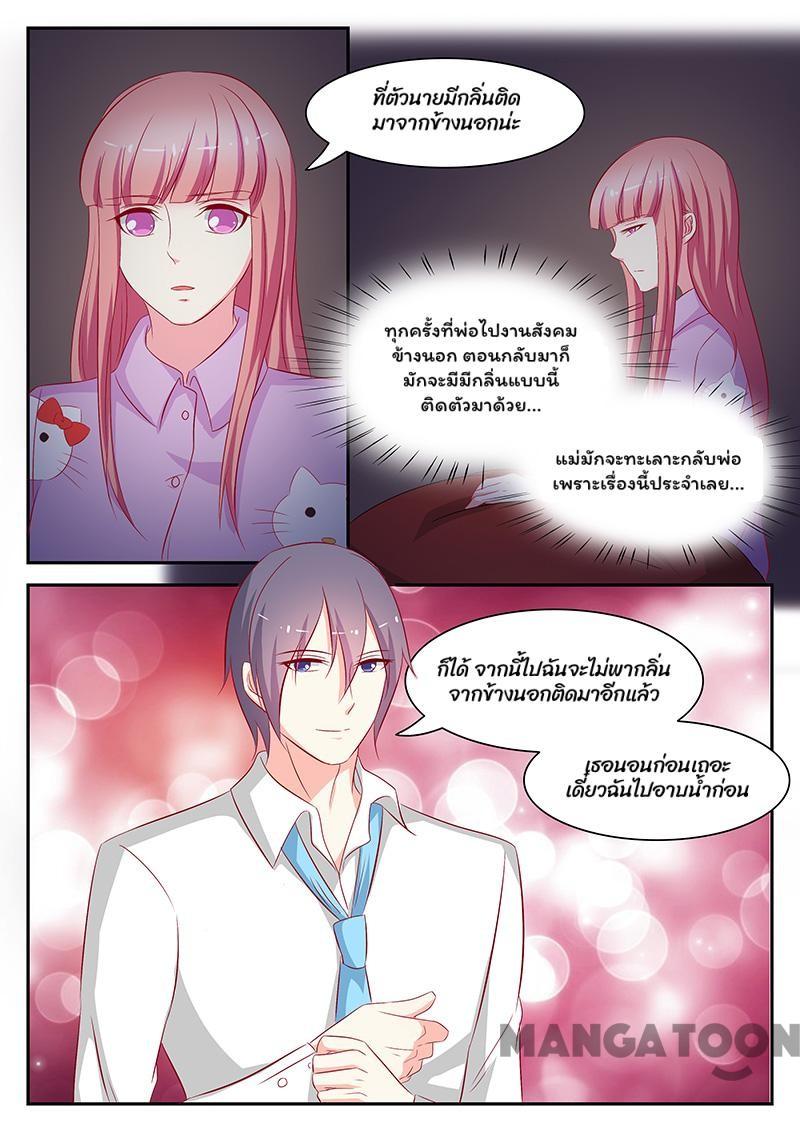 ที่ตัวนายมีกลิ่นติด
มาจากข้างนอกน่ะ
ทุกครั้งที่พ่อไปงานสังคม
ข้างนอก ตอนกลับมาก็
มักจะมีมีกลิ่นแบบนี้
ติดตัวมาด้วย...
แม่มักจะทะเลาะกลับพ่อ
เพราะเรื่องนี้ประจำเลย...
ก็ได้ จากนี้ไปฉันจะไม่พากลิ่น
จากข้างนอกติดมาอีกแล้ว
เธอนอนก่อนเถอะ
เดี๋ยวฉันไปอาบน้ำก่อน
MANGATOON